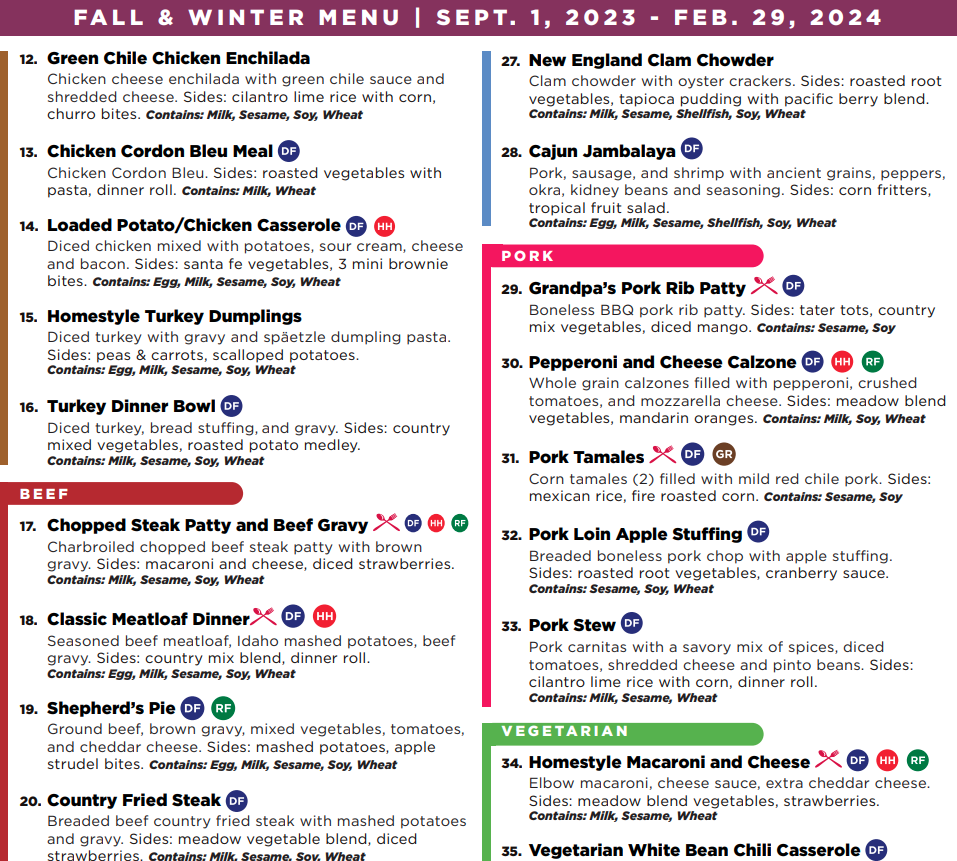 FALL & WINTER MENU | SEPT. 1, 2023 - FEB. 29, 2024
12. Green Chile Chicken Enchilada
Chicken cheese enchilada with green chile sauce and
shredded cheese. Sides: cilantro lime rice with corn,
churro bites. Contains: Milk, Sesame, Soy, Wheat
13. Chicken Cordon Bleu Meal DF
Chicken Cordon Bleu. Sides: roasted vegetables with
pasta, dinner roll. Contains: Milk, Wheat
14. Loaded Potato/Chicken Casserole DF HH
Diced chicken mixed with potatoes, sour cream, cheese
and bacon. Sides: santa fe vegetables, 3 mini brownie
bites. Contains: Egg, Milk, Sesame, Soy, Wheat
15. Homestyle Turkey Dumplings
Diced turkey with gravy and späetzle dumpling pasta.
Sides: peas & carrots, scalloped potatoes.
Contains: Egg, Milk, Sesame, Soy, Wheat
16. Turkey Dinner Bowl DF
Diced turkey, bread stuffing, and gravy. Sides: country
mixed vegetables, roasted potato medley.
Contains: Milk, Sesame, Soy, Wheat
BEEF
17. Chopped Steak Patty and Beef Gravy DF HH RF
Charbroiled chopped beef steak patty with brown
gravy. Sides: macaroni and cheese, diced strawberries.
Contains: Milk, Sesame, Soy, Wheat
18. Classic Meatloaf Dinner DF HH
Seasoned beef meatloaf, Idaho mashed potatoes, beef
gravy. Sides: country mix blend, dinner roll.
Contains: Egg, Milk, Sesame, Soy, Wheat
19. Shepherd's Pie DF RF
Ground beef, brown gravy, mixed vegetables, tomatoes,
and cheddar cheese. Sides: mashed potatoes, apple
strudel bites. Contains: Egg, Milk, Sesame, Soy, Wheat
20. Country Fried Steak DF
Breaded beef country fried steak with mashed potatoes
and gravy. Sides: meadow vegetable blend, diced
strawberries. Contains: Milk, Sesame, Soy, Wheat
27. New England Clam Chowder
Clam chowder with oyster crackers. Sides: roasted root
vegetables, tapioca pudding with pacific berry blend.
Contains: Milk, Sesame, Shellfish, Soy, Wheat
28. Cajun Jambalaya DF
Pork, sausage, and shrimp with ancient grains, peppers,
okra, kidney beans and seasoning. Sides: corn fritters,
tropical fruit salad.
Contains: Egg, Milk, Sesame, Shellfish, Soy, Wheat
PORK
29. Grandpa's Pork Rib Patty DF
Boneless BBQ pork rib patty. Sides: tater tots, country
mix vegetables, diced mango. Contains: Sesame, Soy
30. Pepperoni and Cheese Calzone DF HH RF
Whole grain calzones filled with pepperoni, crushed
tomatoes, and mozzarella cheese. Sides: meadow blend
vegetables, mandarin oranges. Contains: Milk, Soy, Wheat
31. Pork Tamales DF GR
Corn tamales (2) filled with mild red chile pork. Sides:
mexican rice, fire roasted corn. Contains: Sesame, Soy
32. Pork Loin Apple Stuffing DF
Breaded boneless pork chop with apple stuffing.
Sides: roasted root vegetables, cranberry sauce.
Contains: Sesame, Soy, Wheat
33. Pork Stew DF
Pork carnitas with a savory mix of spices, diced
tomatoes, shredded cheese and pinto beans. Sides:
cilantro lime rice with corn, dinner roll.
Contains: Milk, Sesame, Wheat
VEGETARIAN
34. Homestyle Macaroni and Cheese DF HH RF
Elbow macaroni, cheese sauce, extra cheddar cheese.
Sides: meadow blend vegetables, strawberries.
Contains: Milk, Sesame, Wheat
35. Vegetarian White Bean Chili Casserole DF